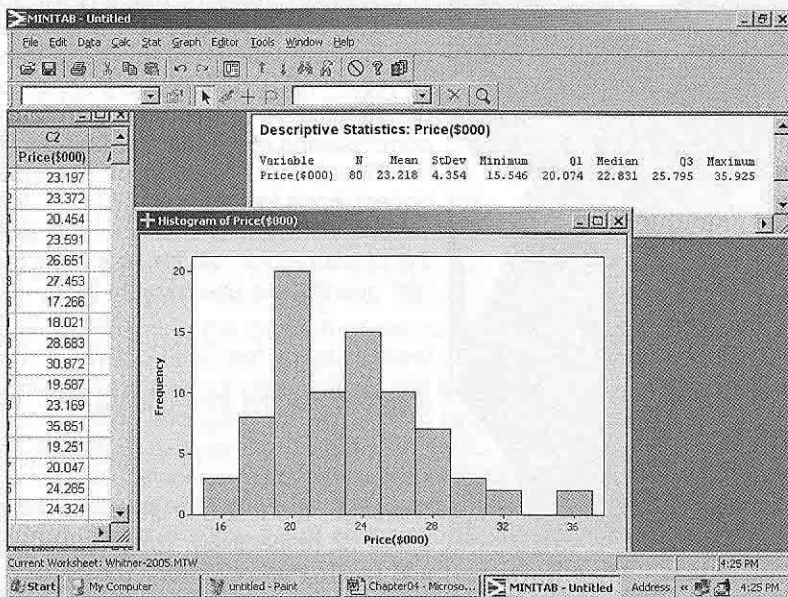 MINITAB - Untitled
File Edit Data Calc Stat Graph Editor Tools Window Help
C2
Price($000)
23.197
23.372
20.454
23.591
26.651
27.453
17.266
18.021
28.683
30.872
19.587
23.169
35.851
19.251
20.047
24.285
24.324
Descriptive Statistics: Price($000)
Variable N Mean StDev Minimum Q1 Median Q3 Maximum
Price($000) 80 23.218 4.354 15.546 20.074 22.831 25.795 35.925
Histogram of Price($000)
Frequency
20
15
10
5
0
16 20 24 28 32 36
Price($000)
Current Worksheet: Whitner-2005.MTW
4:25 PM
Start My Computer untitled - Paint Chapter04 - Microso... MINITAB - Untitled Address « 4:25 PM